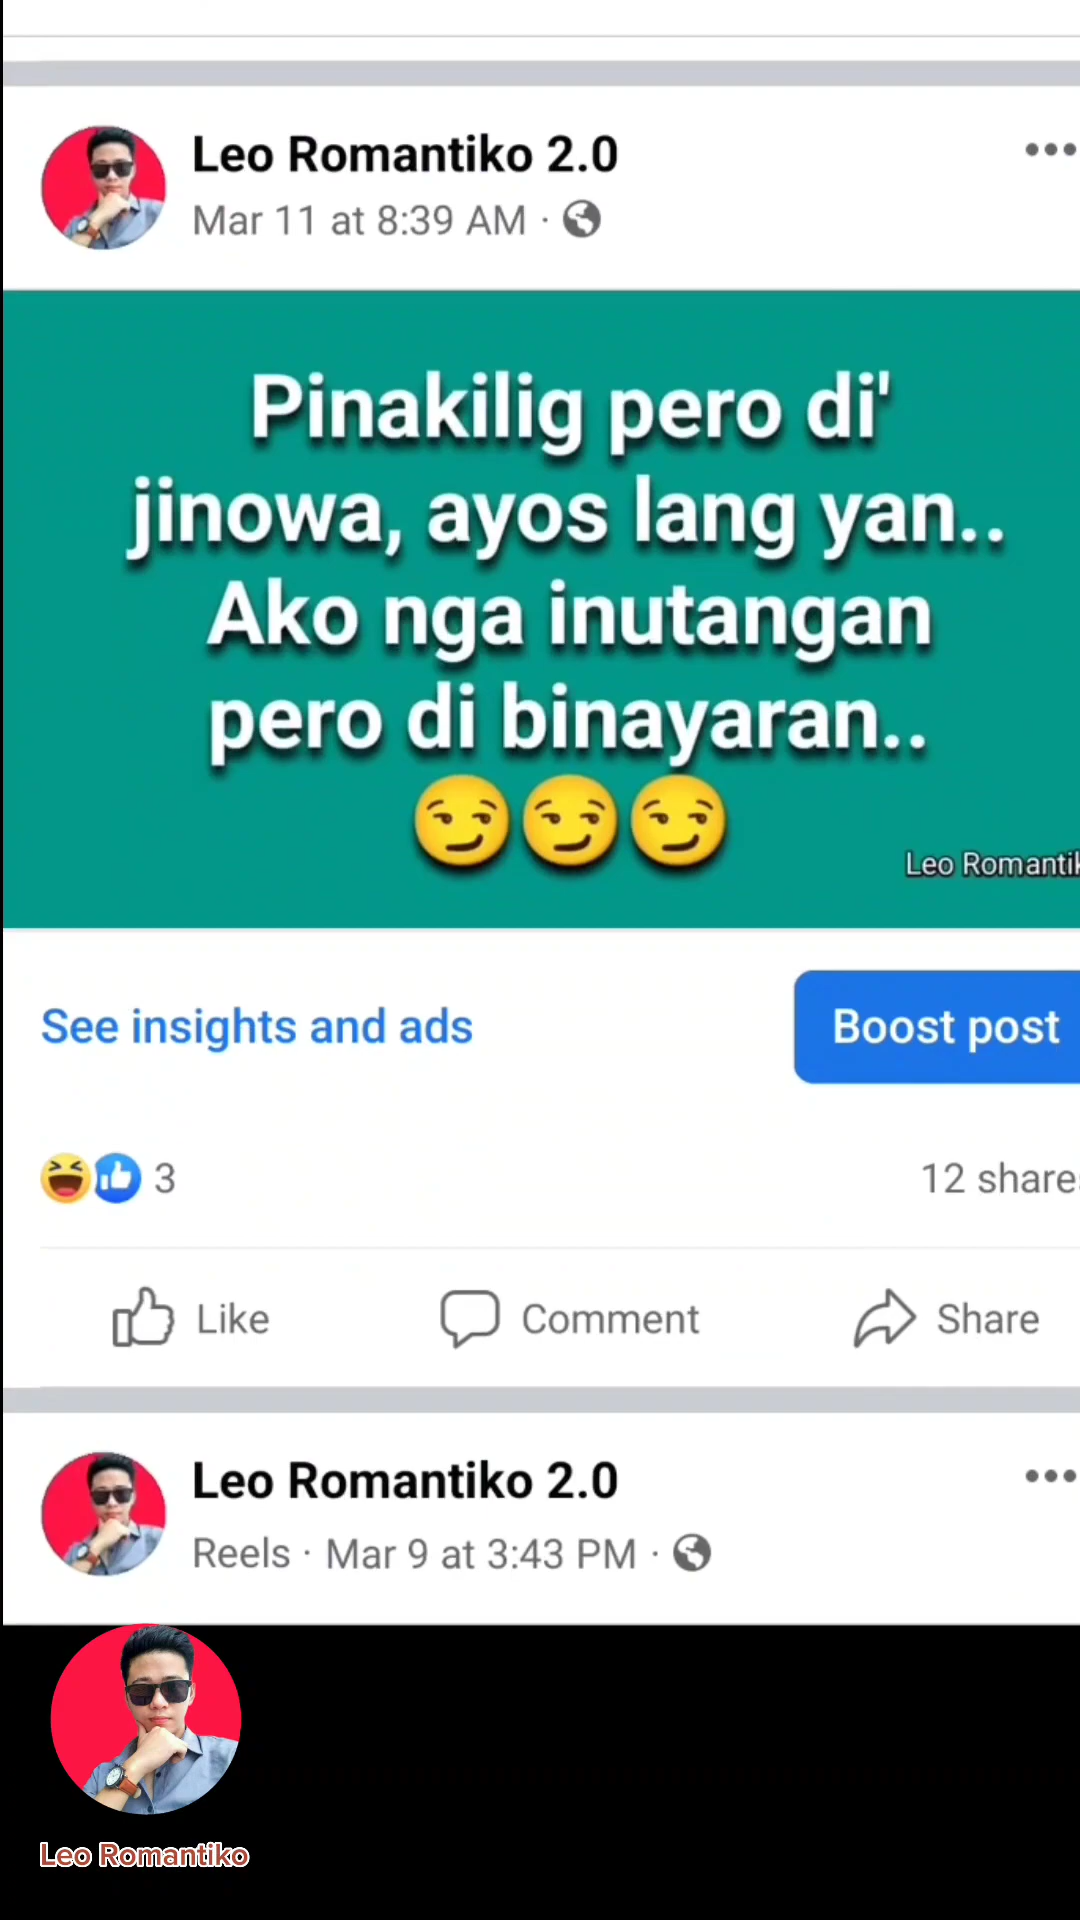 Leo Romantiko 2.0
Mar 11 at 8:39 AM ·
Pinakilig pero di'
jinowa, ayos lang yan..
Ako nga inutangan
pero di binayaran..
😏😏😏
Leo Romantik
See insights and ads
Boost post
3
12 share
Like
Comment
Share
Leo Romantiko 2.0
Reels · Mar 9 at 3:43 PM ·
Leo Romantiko